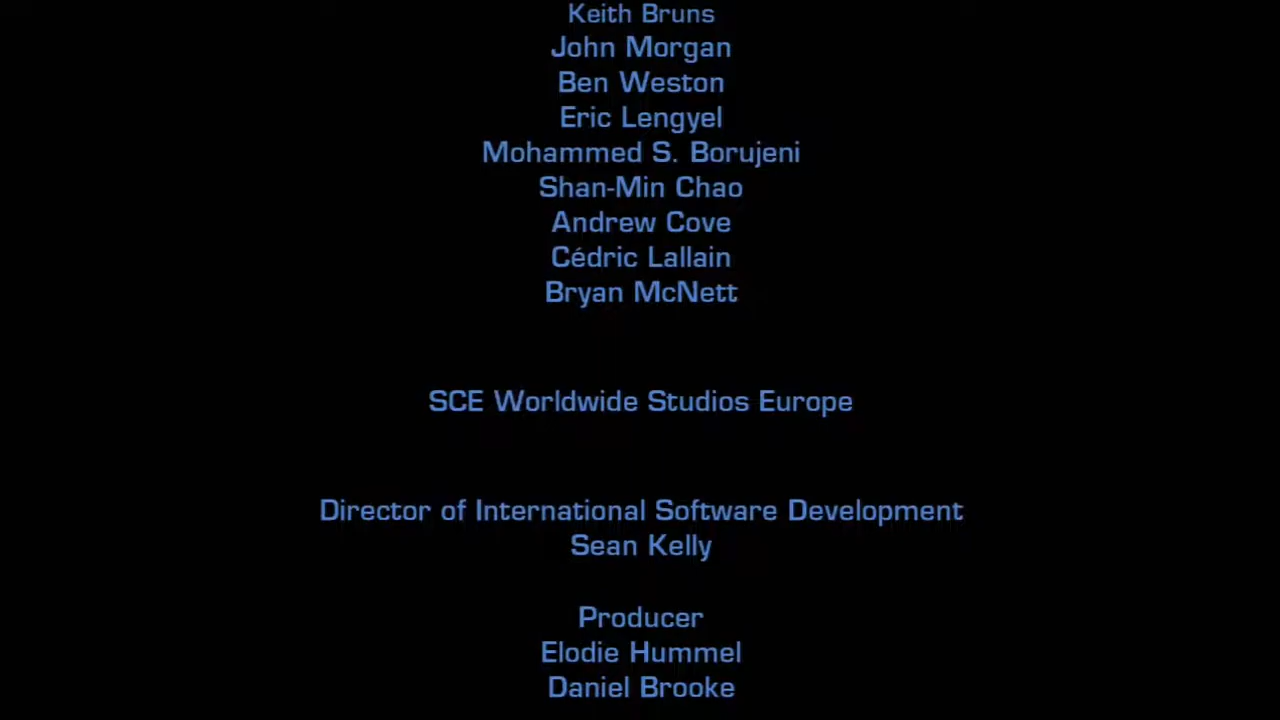 Keith Bruns
John Morgan
Ben Weston
Eric Lengyel
Mohammed S. Borujeni
Shan-Min Chao
Andrew Cove
Cédric Lallain
Bryan McNett
SCE Worldwide Studios Europe
Director of International Software Development
Sean Kelly
Producer
Elodie Hummel
Daniel Brooke